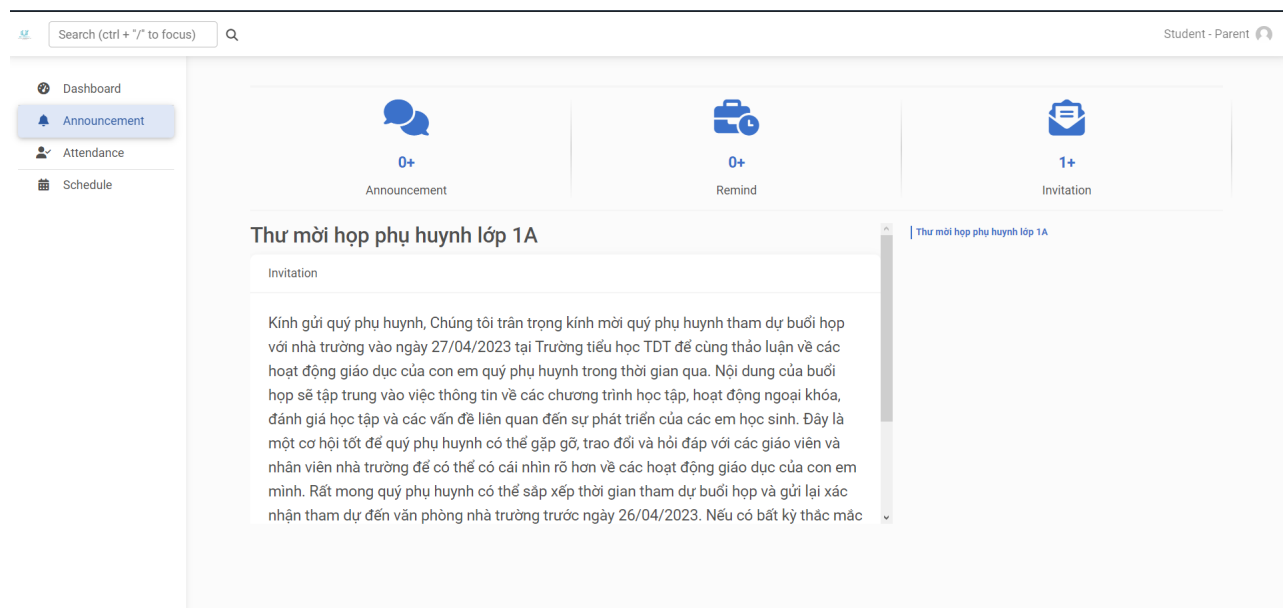 Search (ctrl + "/" to focus)
Student - Parent
Dashboard
Announcement
Attendance
Schedule
0+
Announcement
0+
Remind
1+
Invitation
Thư mời họp phụ huynh lớp 1A
Invitation
Kính gửi quý phụ huynh, Chúng tôi trân trọng kính mời quý phụ huynh tham dự buổi họp
với nhà trường vào ngày 27/04/2023 tại Trường tiểu học TDT để cùng thảo luận về các
hoạt động giáo dục của con em quý phụ huynh trong thời gian qua. Nội dung của buổi
họp sẽ tập trung vào việc thông tin về các chương trình học tập, hoạt động ngoại khóa,
đánh giá học tập và các vấn đề liên quan đến sự phát triển của các em học sinh. Đây là
một cơ hội tốt để quý phụ huynh có thể gặp gỡ, trao đổi và hỏi đáp với các giáo viên và
nhân viên nhà trường để có thể có cái nhìn rõ hơn về các hoạt động giáo dục của con em
mình. Rất mong quý phụ huynh có thể sắp xếp thời gian tham dự buổi họp và gửi lại xác
nhận tham dự đến văn phòng nhà trường trước ngày 26/04/2023. Nếu có bất kỳ thắc mắc
Thư mời họp phụ huynh lớp 1A